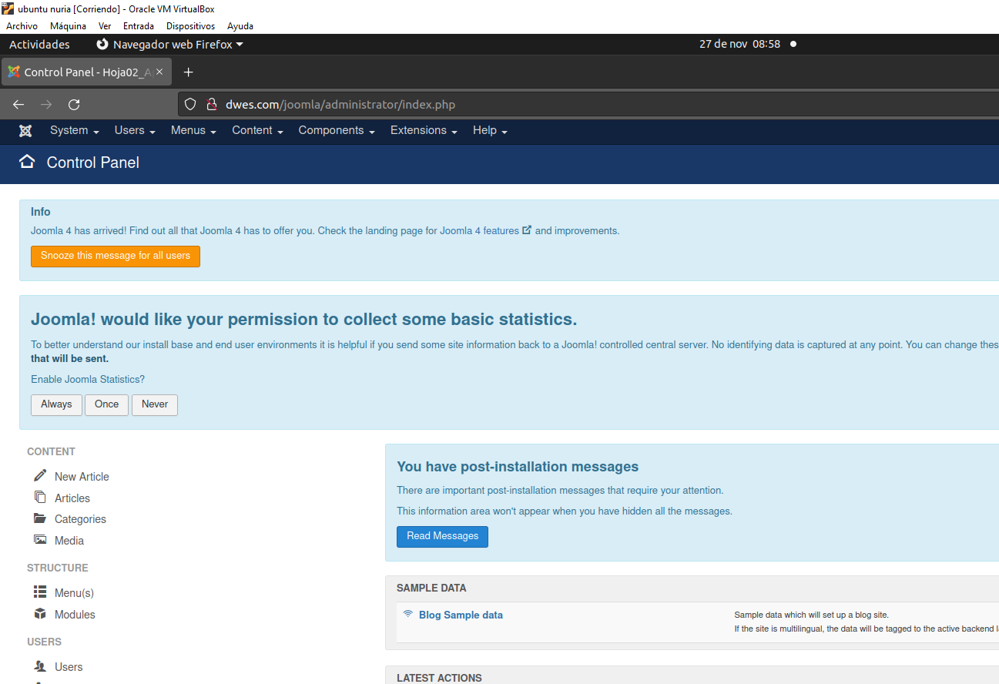 ubuntu nuria [Corriendo] - Oracle VM VirtualBox
Archivo Máquina Ver Entrada Dispositivos Ayuda
Actividades Navegador web Firefox 27 de nov 08:58
Control Panel - Hoja02_A
dwes.com/joomla/administrator/index.php
System Users Menus Content Components Extensions Help
Control Panel
Info
Joomla 4 has arrived! Find out all that Joomla 4 has to offer you. Check the landing page for Joomla 4 features and improvements.
Snooze this message for all users
Joomla! would like your permission to collect some basic statistics.
To better understand our install base and end user environments it is helpful if you send some site information back to a Joomla! controlled central server. No identifying data is captured at any point. You can change thes
that will be sent.
Enable Joomla Statistics?
Always Once Never
CONTENT
New Article
Articles
Categories
Media
STRUCTURE
Menu(s)
Modules
USERS
Users
You have post-installation messages
There are important post-installation messages that require your attention.
This information area won't appear when you have hidden all the messages.
Read Messages
SAMPLE DATA
Blog Sample data
Sample data which will set up a blog site.
If the site is multilingual, the data will be tagged to the active backend l
LATEST ACTIONS